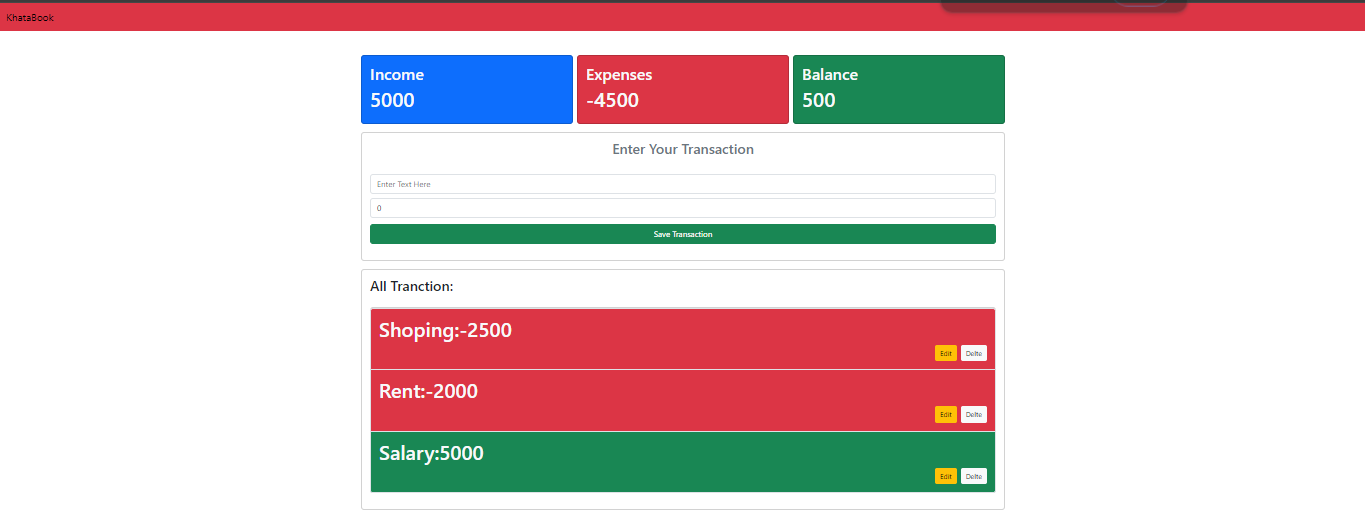 KhataBook
Income
5000
Expenses
-4500
Balance
500
Enter Your Transaction
Enter Text Here
0
Save Transaction
All Tranction:
Shoping:-2500
Edit Delte
Rent:-2000
Edit Delte
Salary:5000
Edit Delte